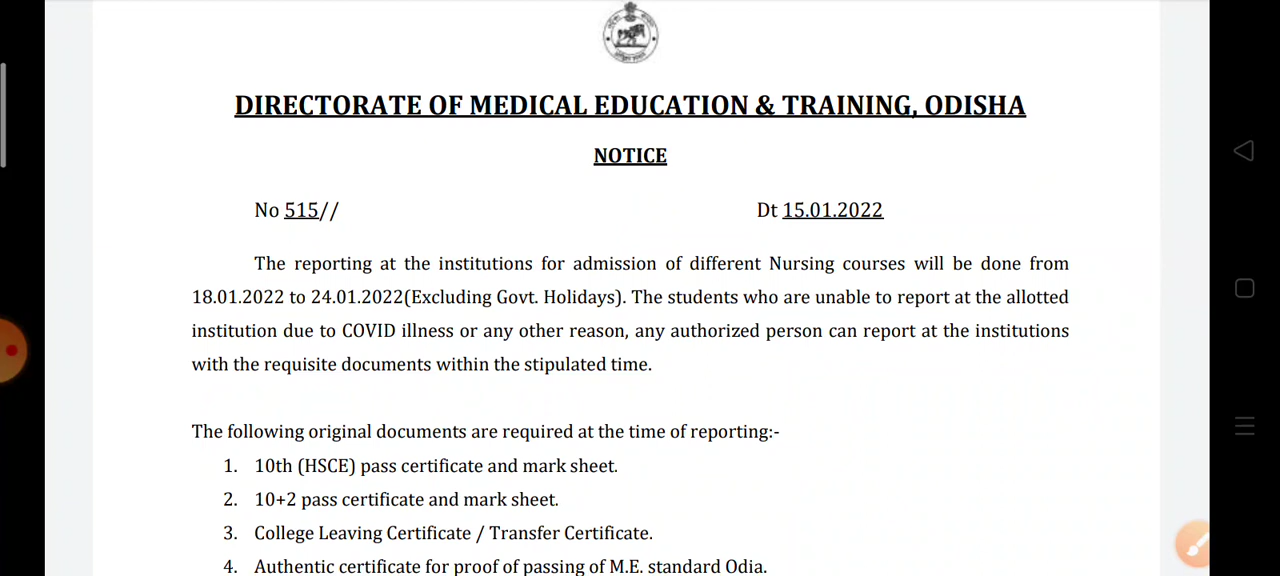 DIRECTORATE OF MEDICAL EDUCATION & TRAINING, ODISHA
NOTICE
No 515// Dt 15.01.2022
The reporting at the institutions for admission of different Nursing courses will be done from
18.01.2022 to 24.01.2022(Excluding Govt. Holidays). The students who are unable to report at the allotted
institution due to COVID illness or any other reason, any authorized person can report at the institutions
with the requisite documents within the stipulated time.
The following original documents are required at the time of reporting:-
1. 10th (HSCE) pass certificate and mark sheet.
2. 10+2 pass certificate and mark sheet.
3. College Leaving Certificate / Transfer Certificate.
4. Authentic certificate for proof of passing of M.E. standard Odia.